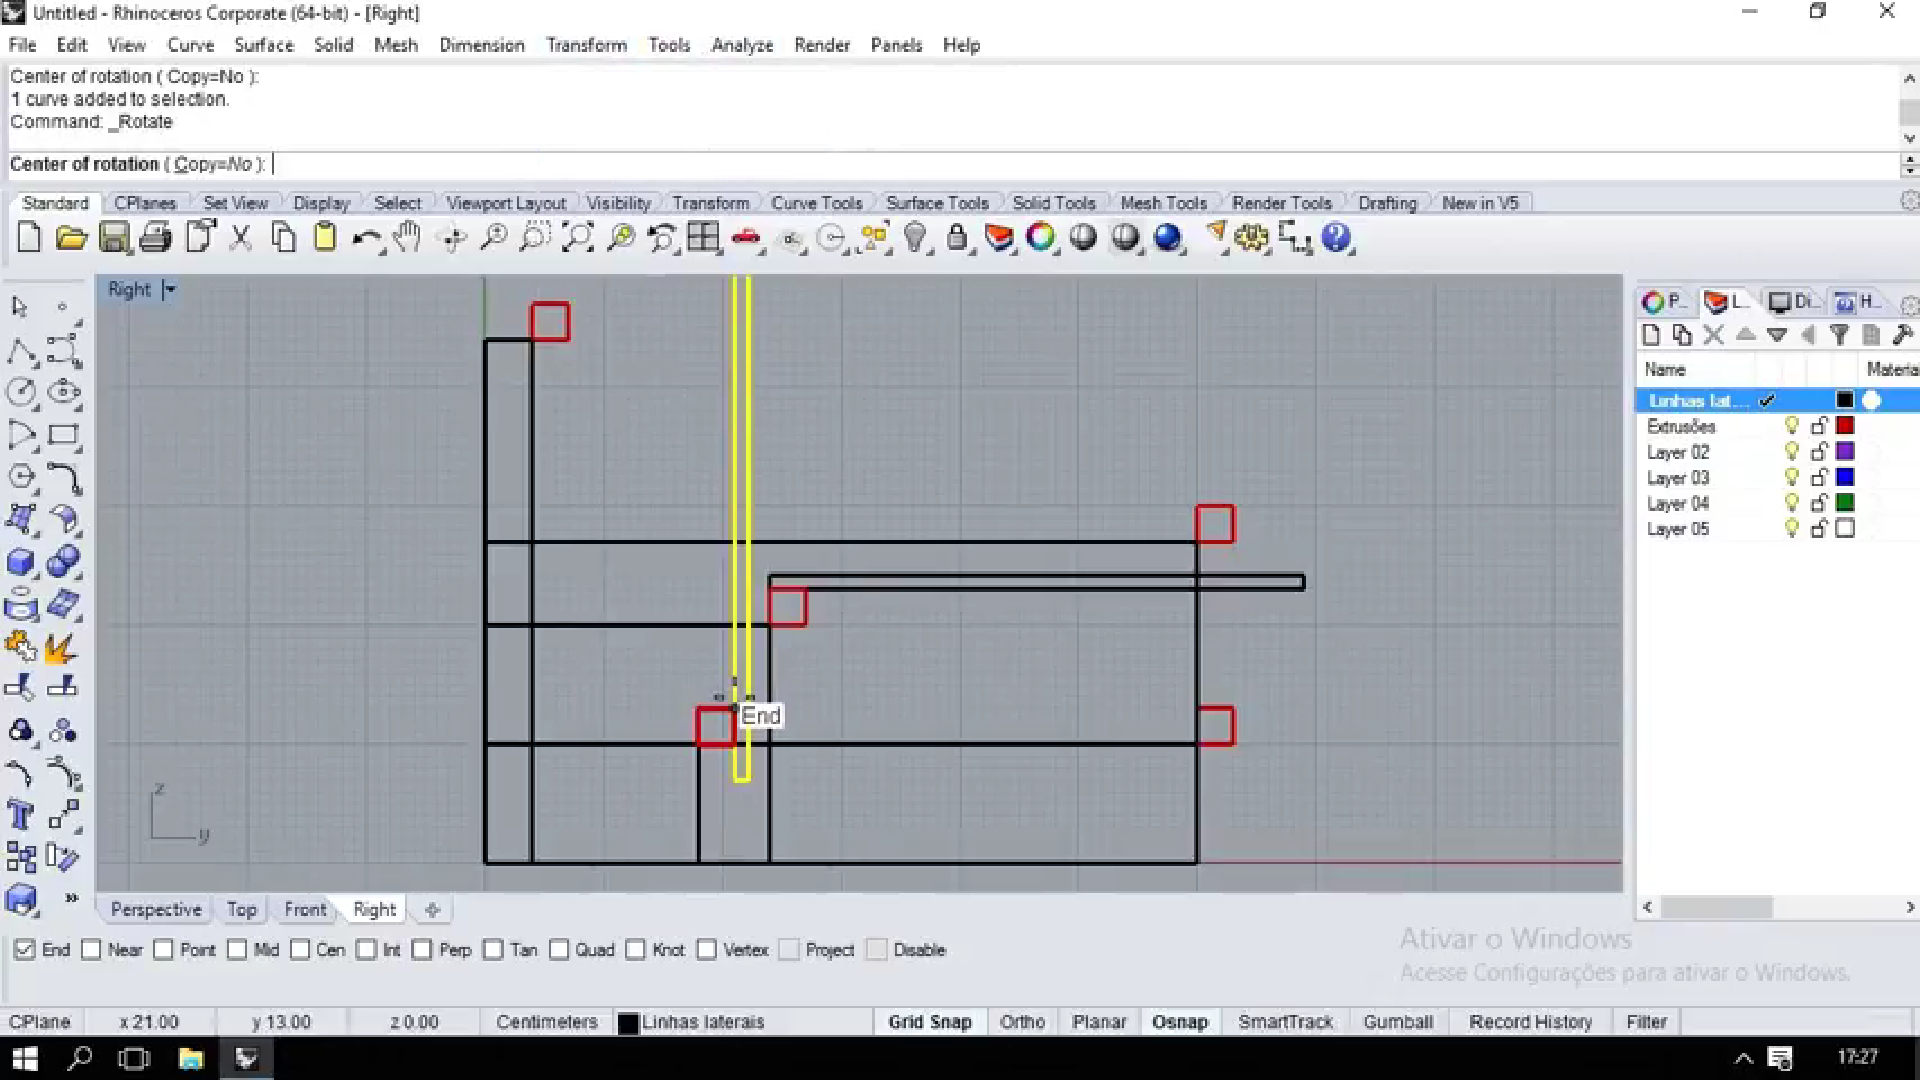 Untitled - Rhinoceros Corporate (64-bit) - [Right]
File Edit View Curve Surface Solid Mesh Dimension Transform Tools Analyze Render Panels Help
Center of rotation ( Copy=No ):
1 curve added to selection.
Command: _Rotate
Center of rotation ( Copy=No ):
Standard CPlanes Set View Display Select Viewport Layout Visibility Transform Curve Tools Surface Tools Solid Tools Mesh Tools Render Tools Drafting New in V5
Right
P... L... Di... H...
Name Materia
Linhas lat...
Extrusões
Layer 02
Layer 03
Layer 04
Layer 05
End
z
y
Perspective Top Front Right
End Near Point Mid Cen Int Perp Tan Quad Knot Vertex Project Disable
Ativar o Windows
Acesse Configurações para ativar o Windows.
CPlane x 21.00 y 13.00 z 0.00 Centimeters Linhas laterais Grid Snap Ortho Planar Osnap SmartTrack Gumball Record History Filter
17:27